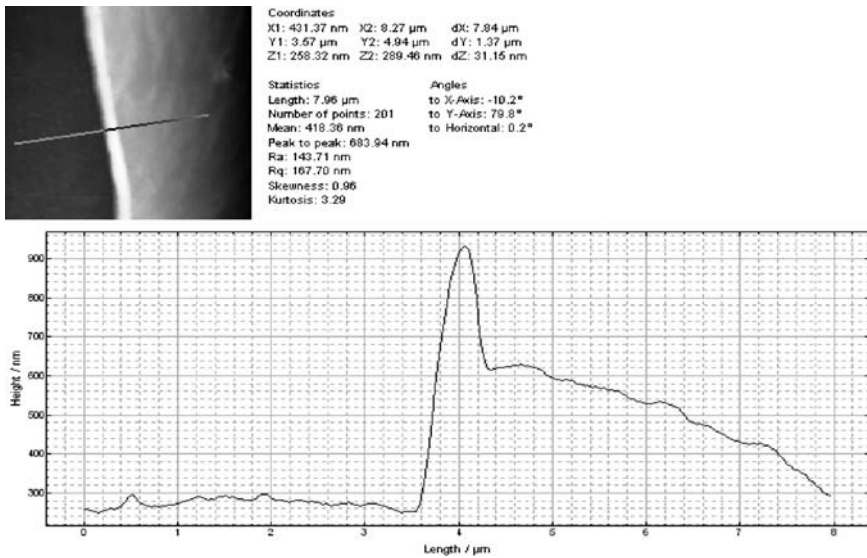 Coordinates
X1: 431.37 nm X2: 8.27 µm dX: 7.84 µm
Y1: 3.57 µm Y2: 4.94 µm dY: 1.37 µm
Z1: 258.32 nm Z2: 289.46 nm dZ: 31.15 nm
Statistics Angles
Length: 7.96 µm to X-Axis: -10.2°
Number of points: 201 to Y-Axis: 79.8°
Mean: 418.36 nm to Horizontal: 0.2°
Peak to peak: 683.94 nm
Ra: 143.71 nm
Rq: 167.70 nm
Skewness: 0.96
Kurtosis: 3.29
900
800
700
600
500
400
300
Height / nm
0 1 2 3 4 5 6 7 8
Length / µm